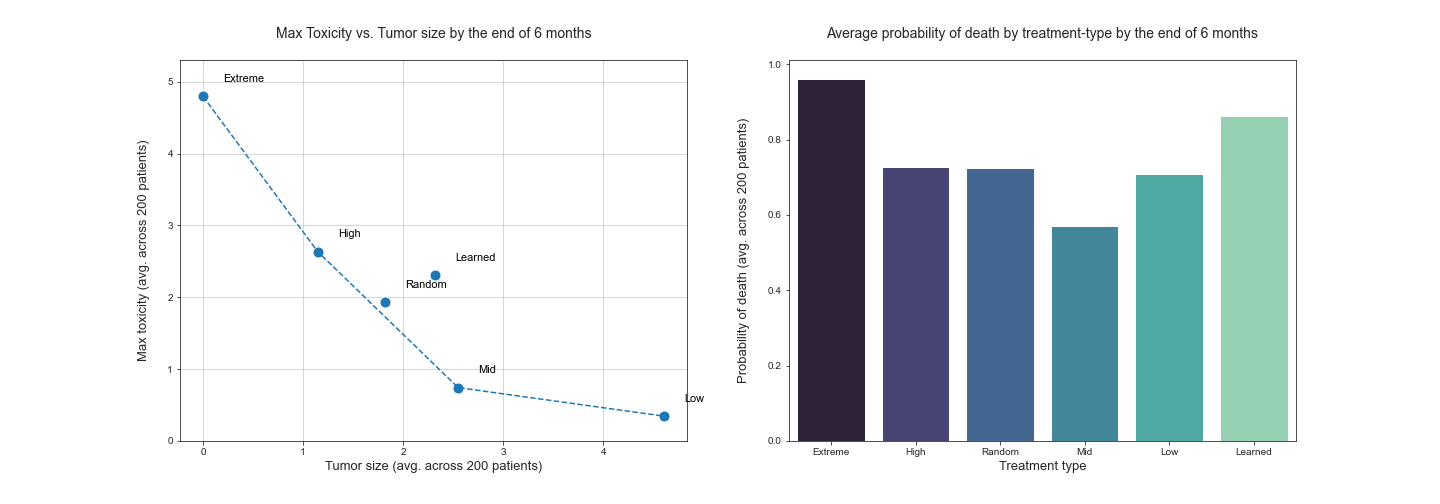 Max Toxicity vs. Tumor size by the end of 6 months
Max toxicity (avg. across 200 patients)
5
4
3
2
1
0
Extreme
High
Learned
Random
Mid
Low
0 1 2 3 4
Tumor size (avg. across 200 patients)
Average probability of death by treatment-type by the end of 6 months
Probability of death (avg. across 200 patients)
1.0
0.8
0.6
0.4
0.2
0.0
Extreme High Random Mid Low Learned
Treatment type